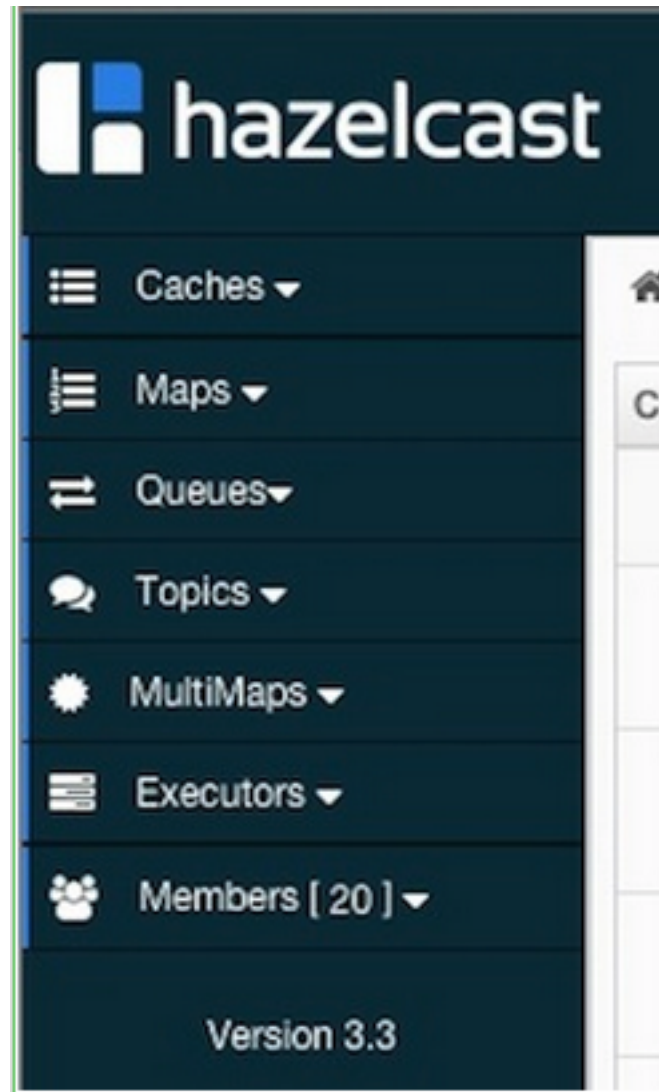 hazelcast
Caches
Maps
C
Queues
Topics
MultiMaps
Executors
Members [ 20 ]
Version 3.3